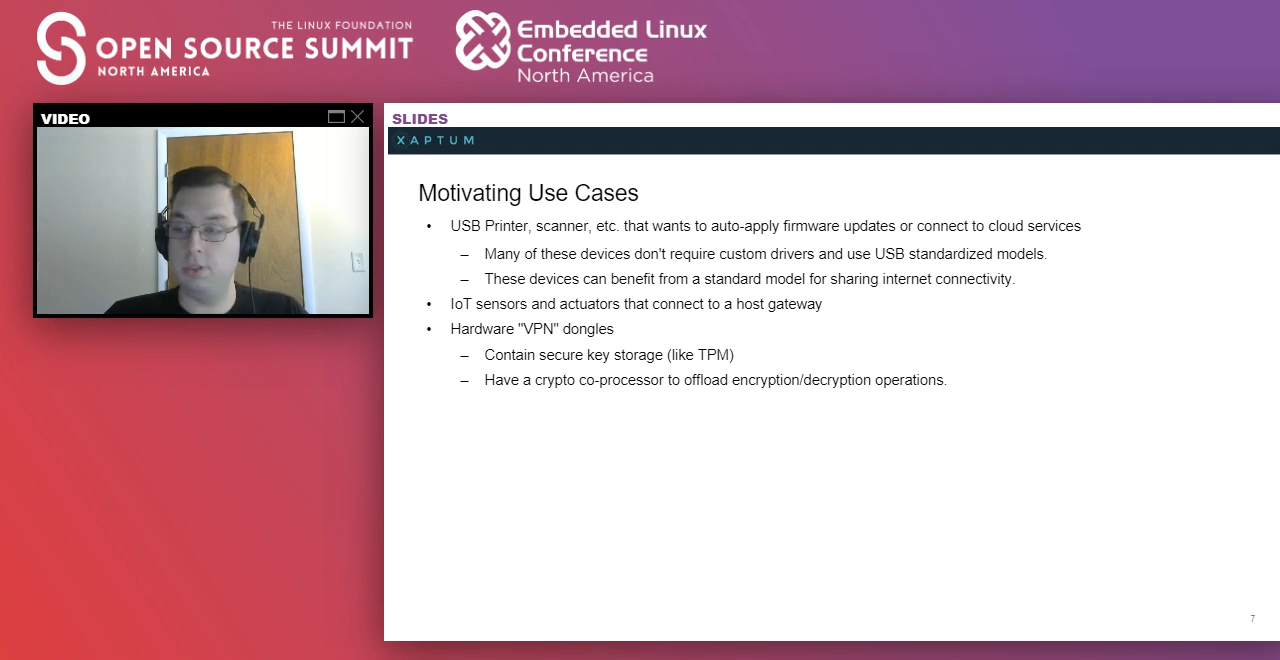 THE LINUX FOUNDATION
OPEN SOURCE SUMMIT
NORTH AMERICA
Embedded Linux
Conference
North America
VIDEO
SLIDES
XAPTUM
Motivating Use Cases
• USB Printer, scanner, etc. that wants to auto-apply firmware updates or connect to cloud services
– Many of these devices don't require custom drivers and use USB standardized models.
– These devices can benefit from a standard model for sharing internet connectivity.
• IoT sensors and actuators that connect to a host gateway
• Hardware "VPN" dongles
– Contain secure key storage (like TPM)
– Have a crypto co-processor to offload encryption/decryption operations.
7